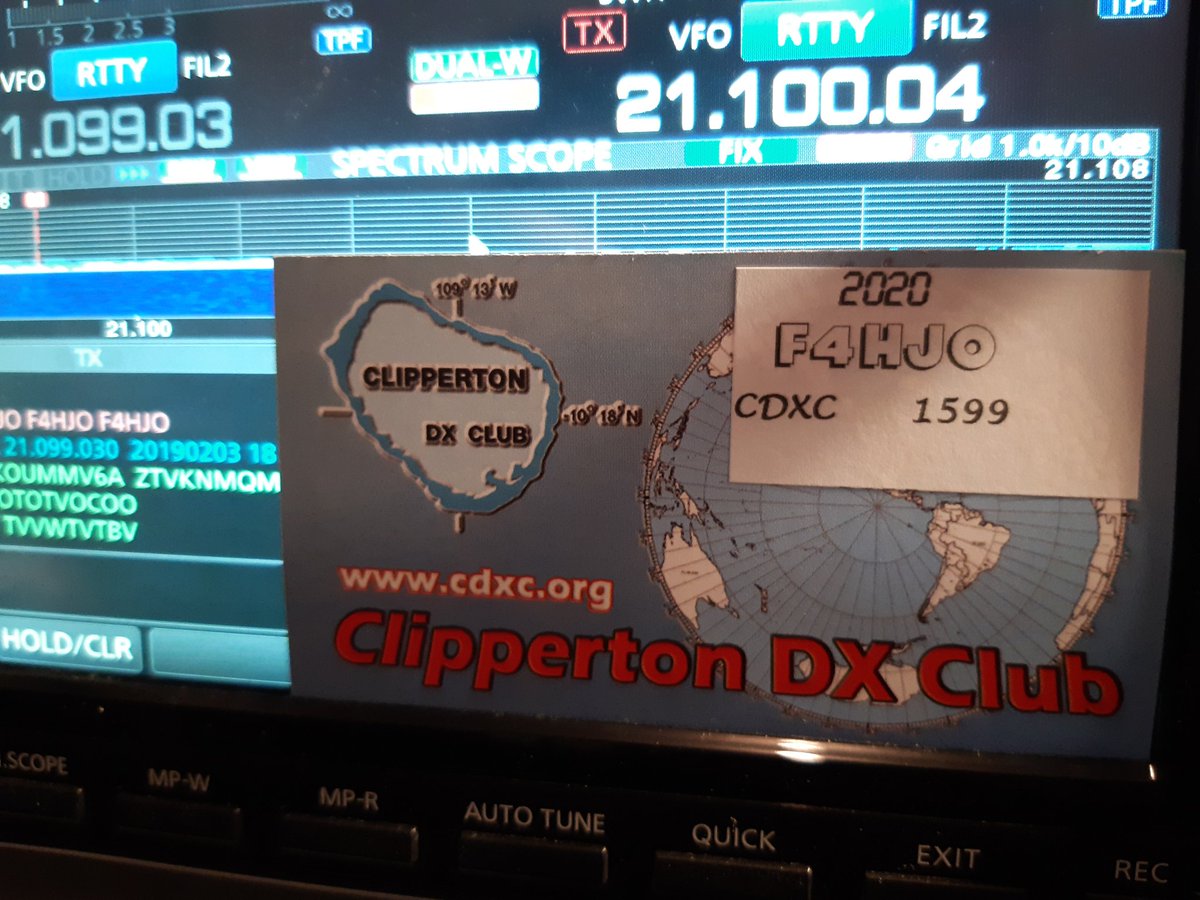 1 1.5 2 2.5 3 ∞
TPF
TX
TPF
VFO RTTY FIL2
DUAL-W
VFO RTTY FIL2
1.099.03
21.100.04
SPECTRUM SCOPE
FIX
Grid 1.0k/10dB
21.108
21.100
TX
JO F4HJO F4HJO
21.099.030 20190203 18
KOUMMV6A ZTVKNMQM
OTOTVOCOO
TVVWTVTBV
HOLD/CLR
109° 13' W
CLIPPERTON
DX CLUB
10° 18' N
2020
F4HJO
CDXC 1599
www.cdxc.org
Clipperton DX Club
.SCOPE
MP-W
MP-R
AUTO TUNE
QUICK
EXIT
REC